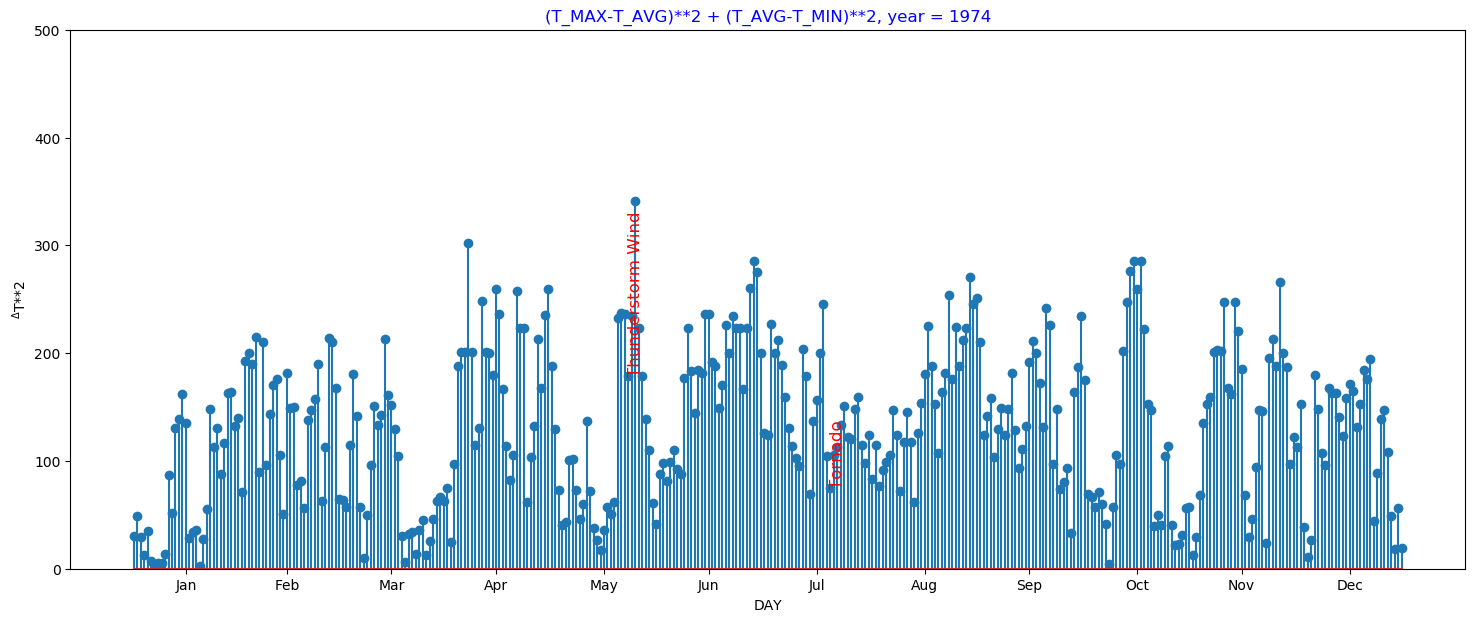 (T_MAX-T_AVG)**2 + (T_AVG-T_MIN)**2, year = 1974
500
400
300
200
100
0
ΔT**2
Thunderstorm Wind
Tornado
Jan Feb Mar Apr May Jun Jul Aug Sep Oct Nov Dec
DAY